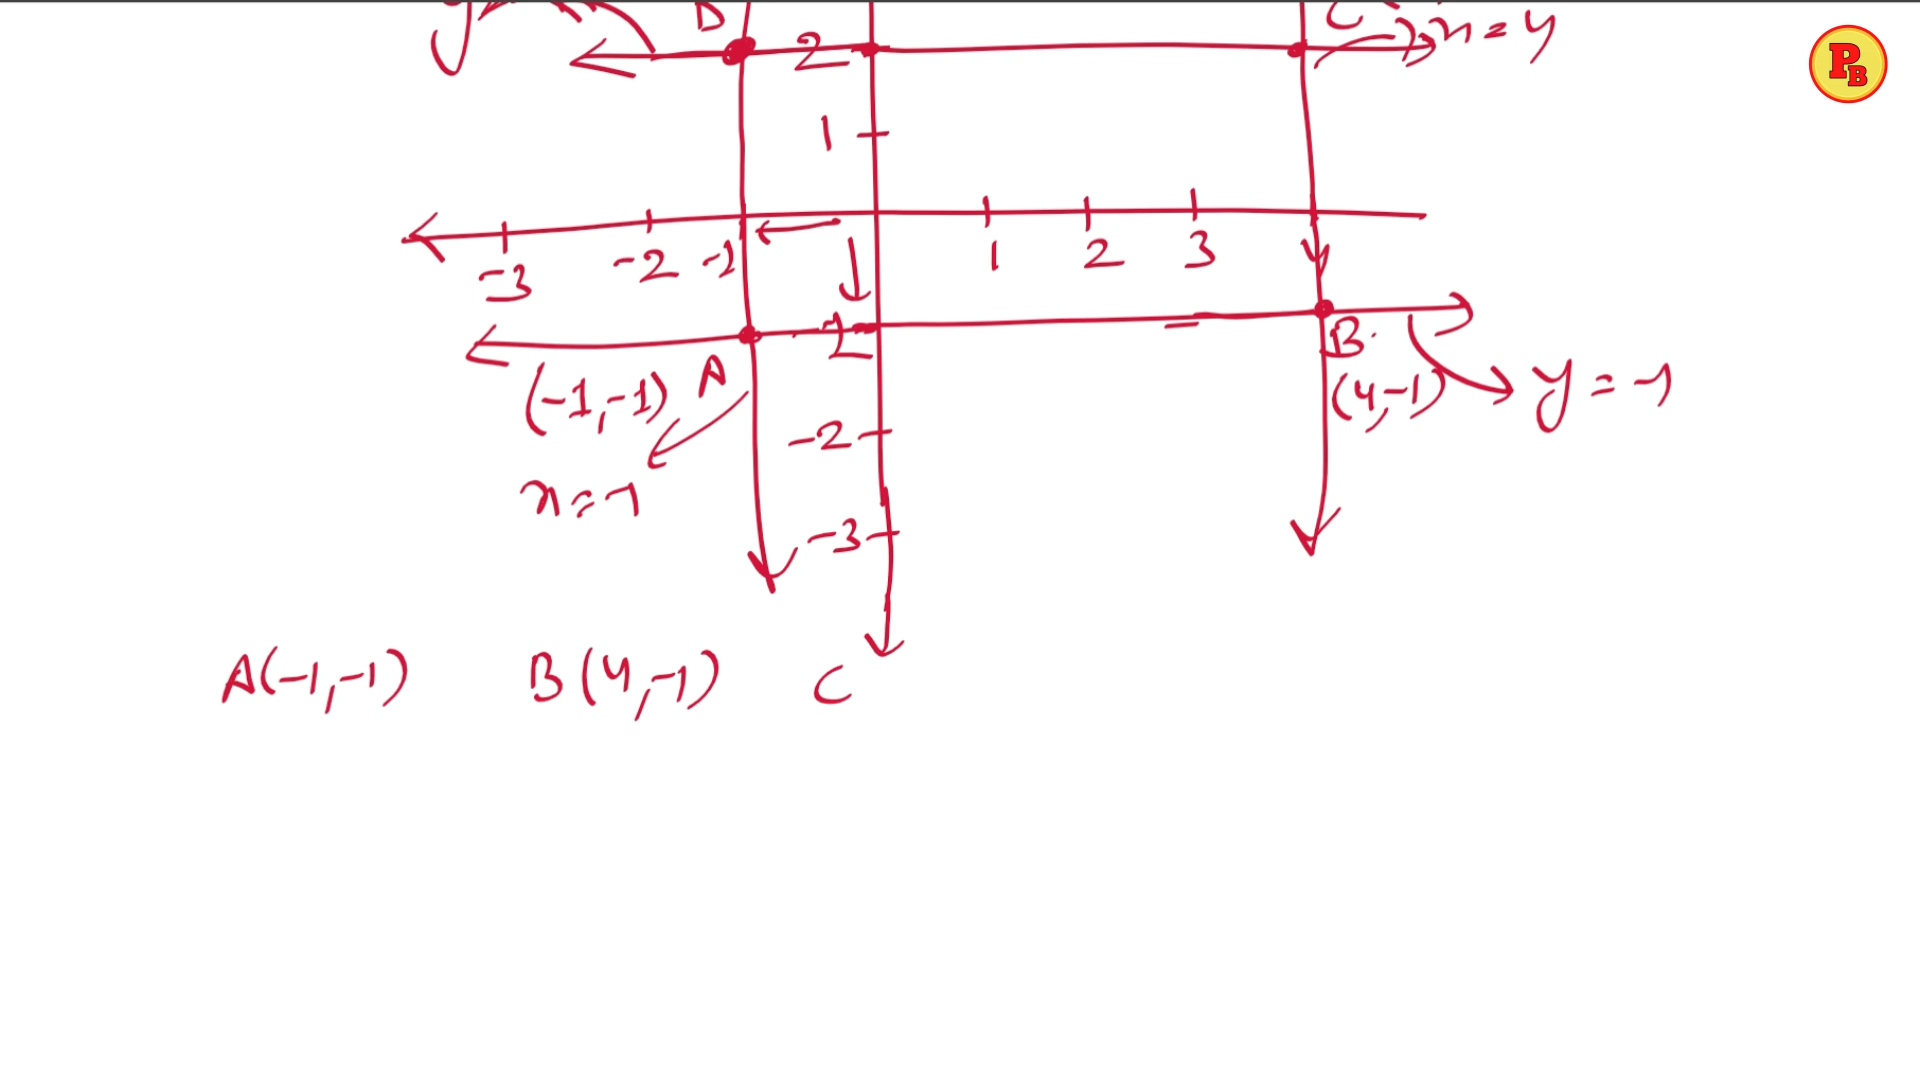 D
C
x = 4
2
1
-3 -2 -1 1 2 3 4
-1
A
B
(-1,-1)
(4,-1)
y = -1
-2
x = -1
-3
A(-1,-1) B(4,-1) C
PB